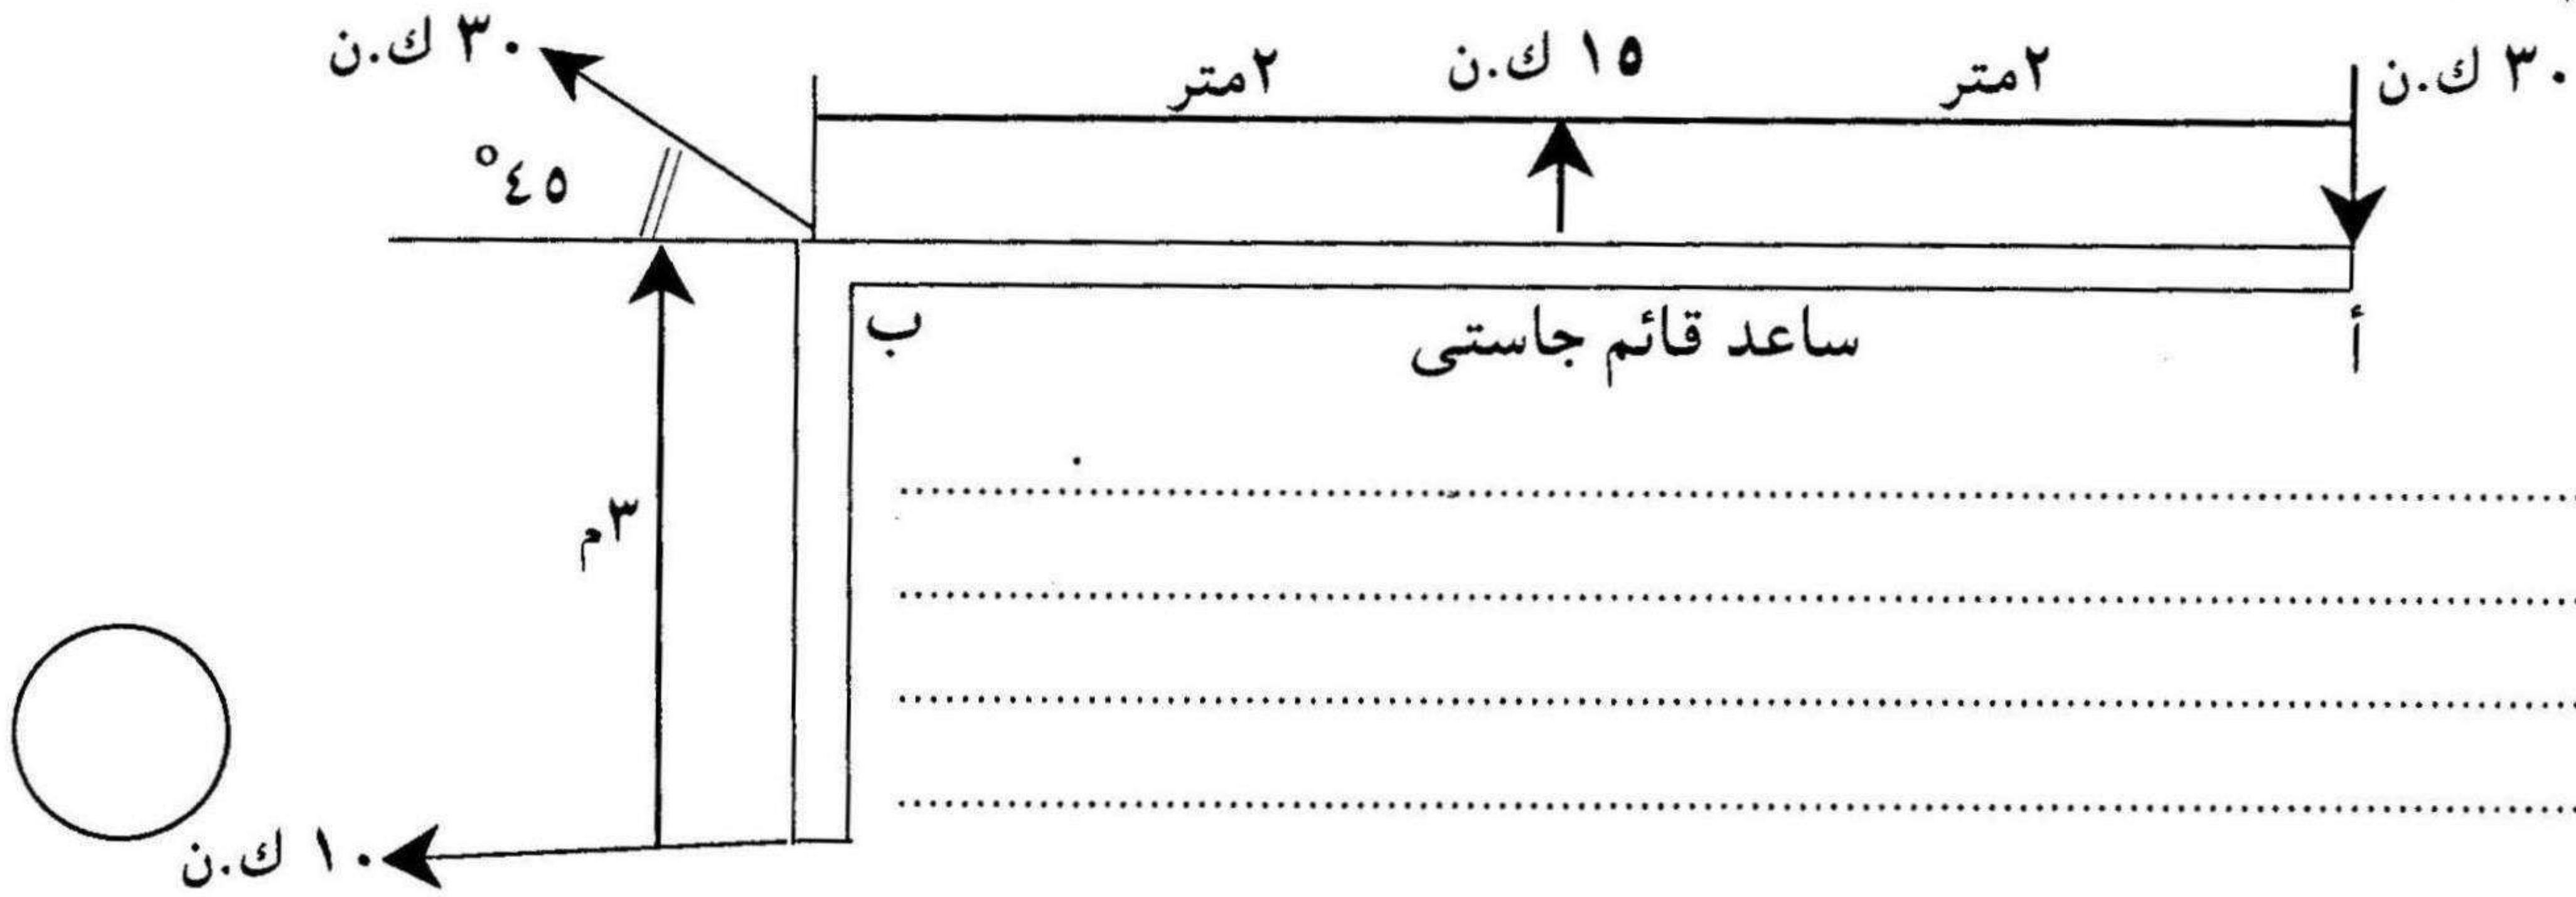 ٣٠ ك.ن
٢متر
١٥ ك.ن
٢متر
٣٠ ك.ن
٤٥°
أ
ساعد قائم جاستى
ب
٣م
١٠ ك.ن